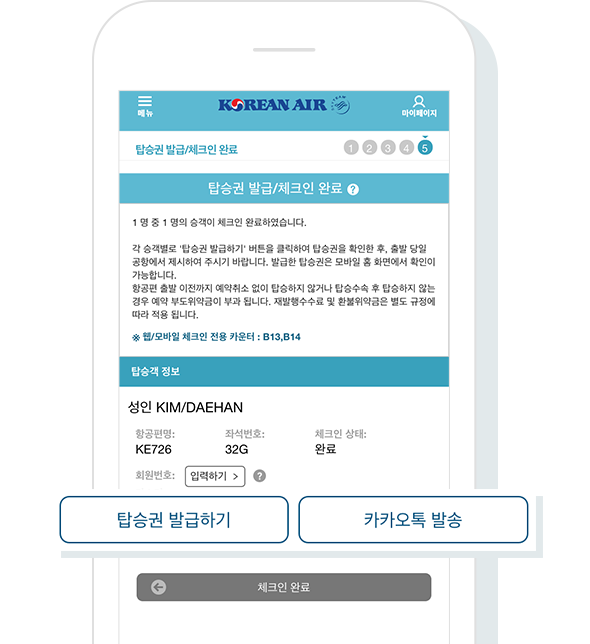 메뉴
KOREAN AIR
마이페이지
탑승권 발급/체크인 완료
1 2 3 4 5
탑승권 발급/체크인 완료 ?
1 명 중 1 명의 승객이 체크인 완료하였습니다.
각 승객별로 '탑승권 발급하기' 버튼을 클릭하여 탑승권을 확인한 후, 출발 당일
공항에서 제시하여 주시기 바랍니다. 발급한 탑승권은 모바일 홈 화면에서 확인이
가능합니다.
항공편 출발 이전까지 예약취소 없이 탑승하지 않거나 탑승수속 후 탑승하지 않는
경우 예약 부도위약금이 부과 됩니다. 재발행수수료 및 환불위약금은 별도 규정에
따라 적용 됩니다.
※ 웹/모바일 체크인 전용 카운터 : B13,B14
탑승객 정보
성인 KIM/DAEHAN
항공편명: 좌석번호: 체크인 상태:
KE726 32G 완료
회원번호: 입력하기 > ?
탑승권 발급하기 카카오톡 발송
체크인 완료